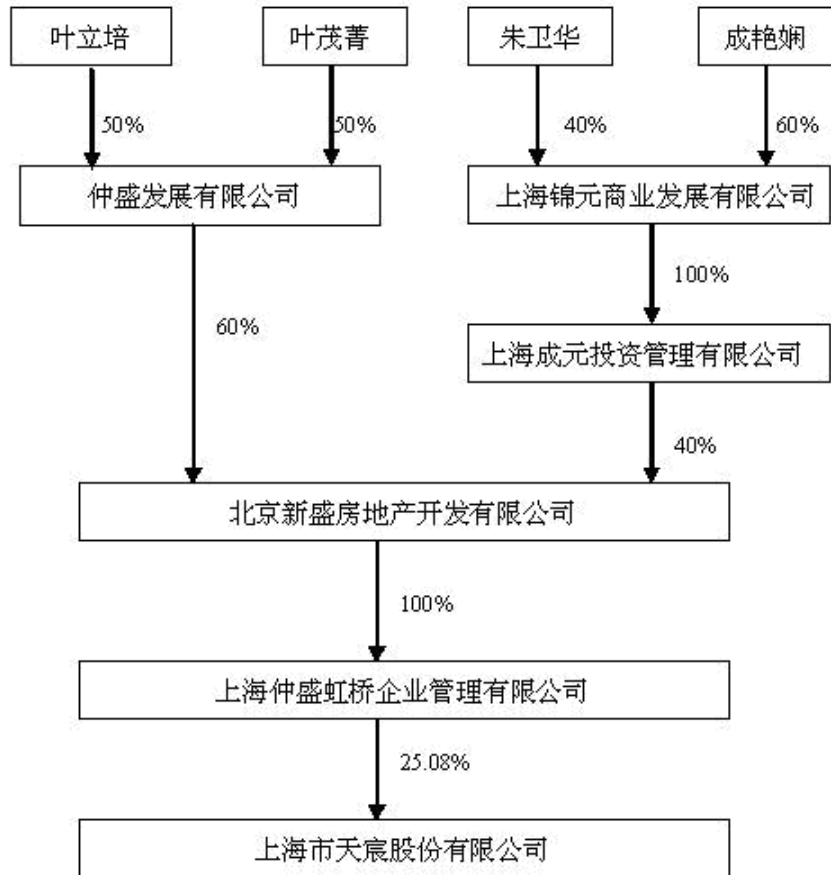 叶立培
叶茂菁
朱卫华
成艳娴
50%
50%
40%
60%
仲盛发展有限公司
上海锦元商业发展有限公司
100%
60%
上海成元投资管理有限公司
40%
北京新盛房地产开发有限公司
100%
上海仲盛虹桥企业管理有限公司
25.08%
上海市天宸股份有限公司